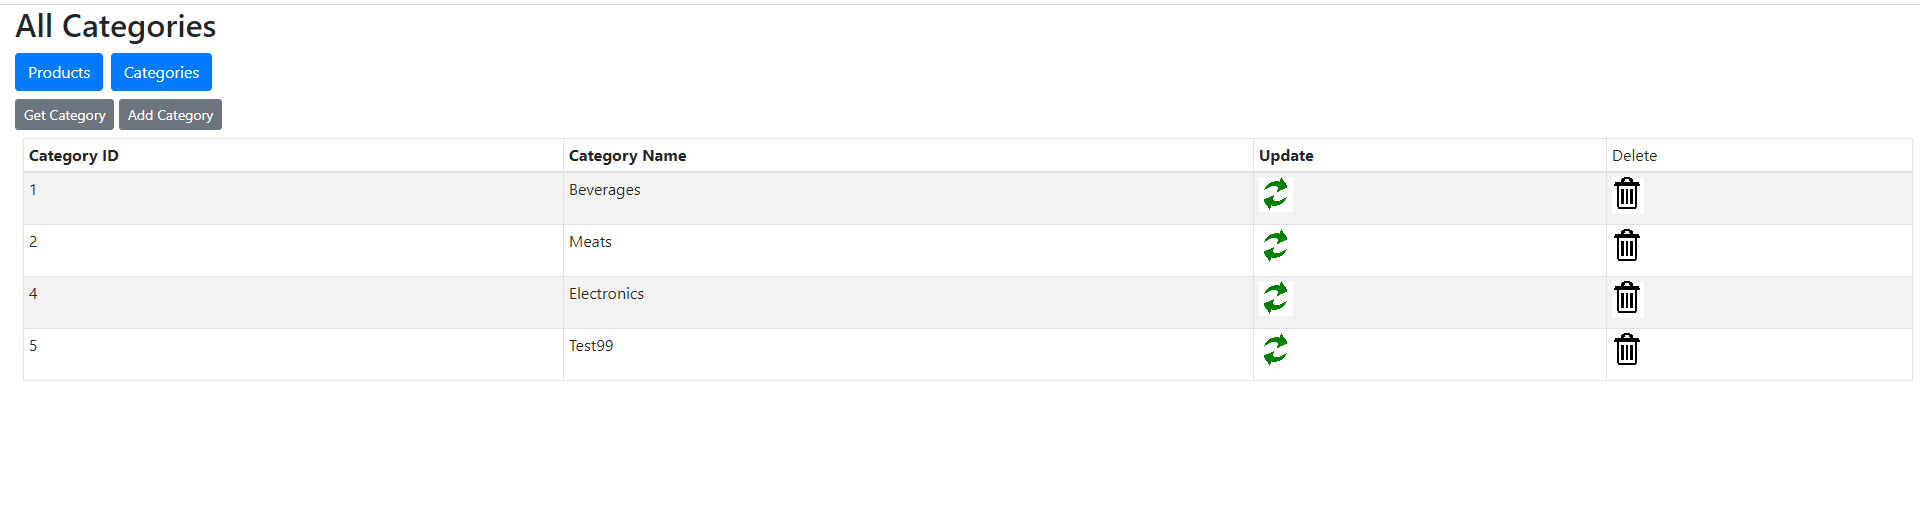 All Categories
Products Categories
Get Category Add Category
Category ID Category Name Update Delete
1 Beverages
2 Meats
4 Electronics
5 Test99